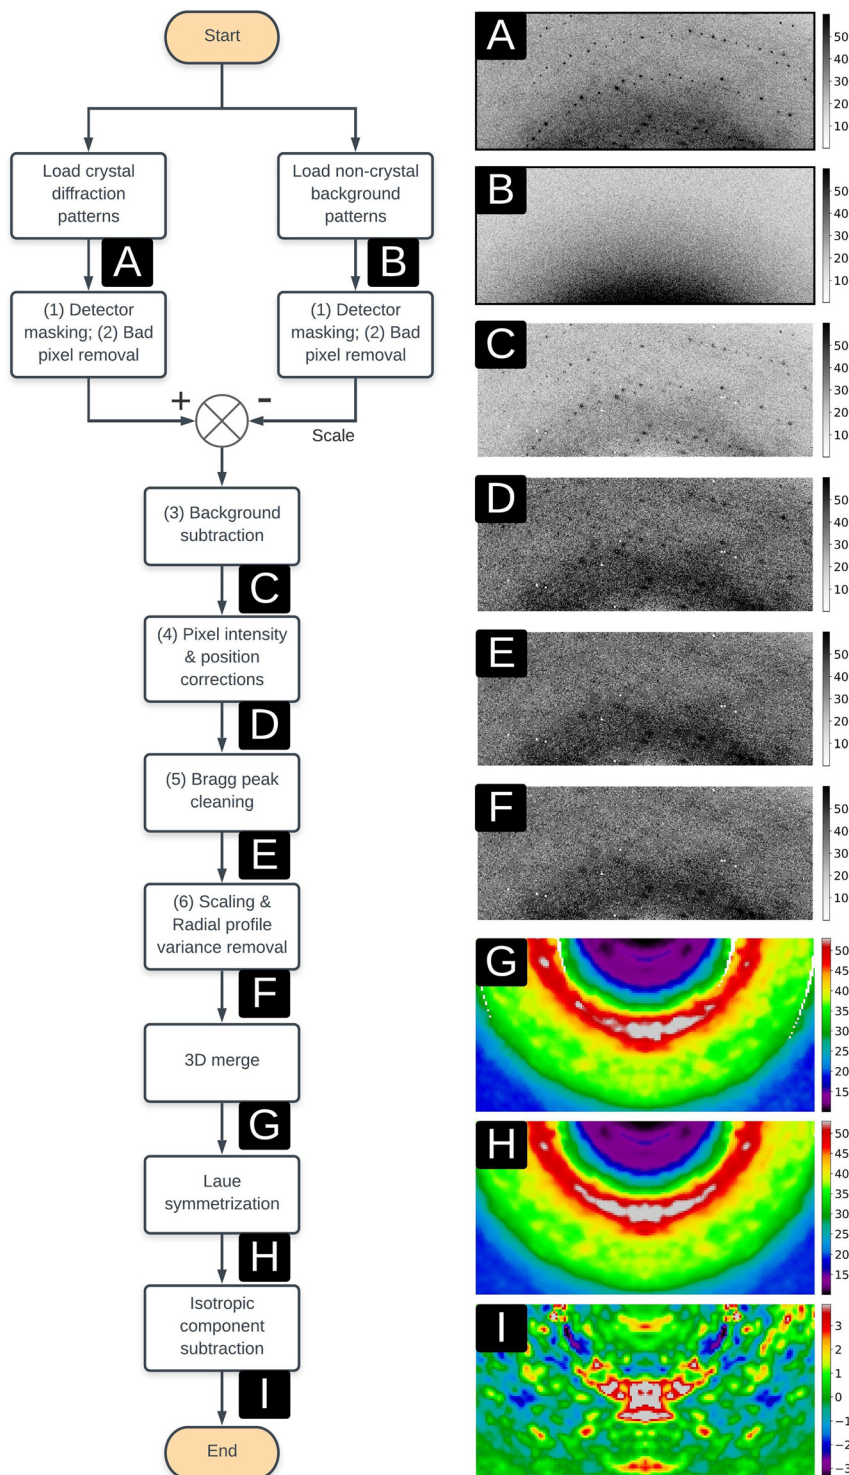 Start
Load crystal
diffraction
patterns
Load non-crystal
background
patterns
A
B
(1) Detector
masking; (2) Bad
pixel removal
(1) Detector
masking; (2) Bad
pixel removal
+
-
Scale
(3) Background
subtraction
C
(4) Pixel intensity
& position
corrections
D
(5) Bragg peak
cleaning
E
(6) Scaling &
Radial profile
variance removal
F
3D merge
G
Laue
symmetrization
H
Isotropic
component
subtraction
I
End
A
50
40
30
20
10
B
50
40
30
20
10
C
50
40
30
20
10
D
50
40
30
20
10
E
50
40
30
20
10
F
50
40
30
20
10
G
50
45
40
35
30
25
20
15
H
50
45
40
35
30
25
20
15
I
3
2
1
0
−1
−2
−3